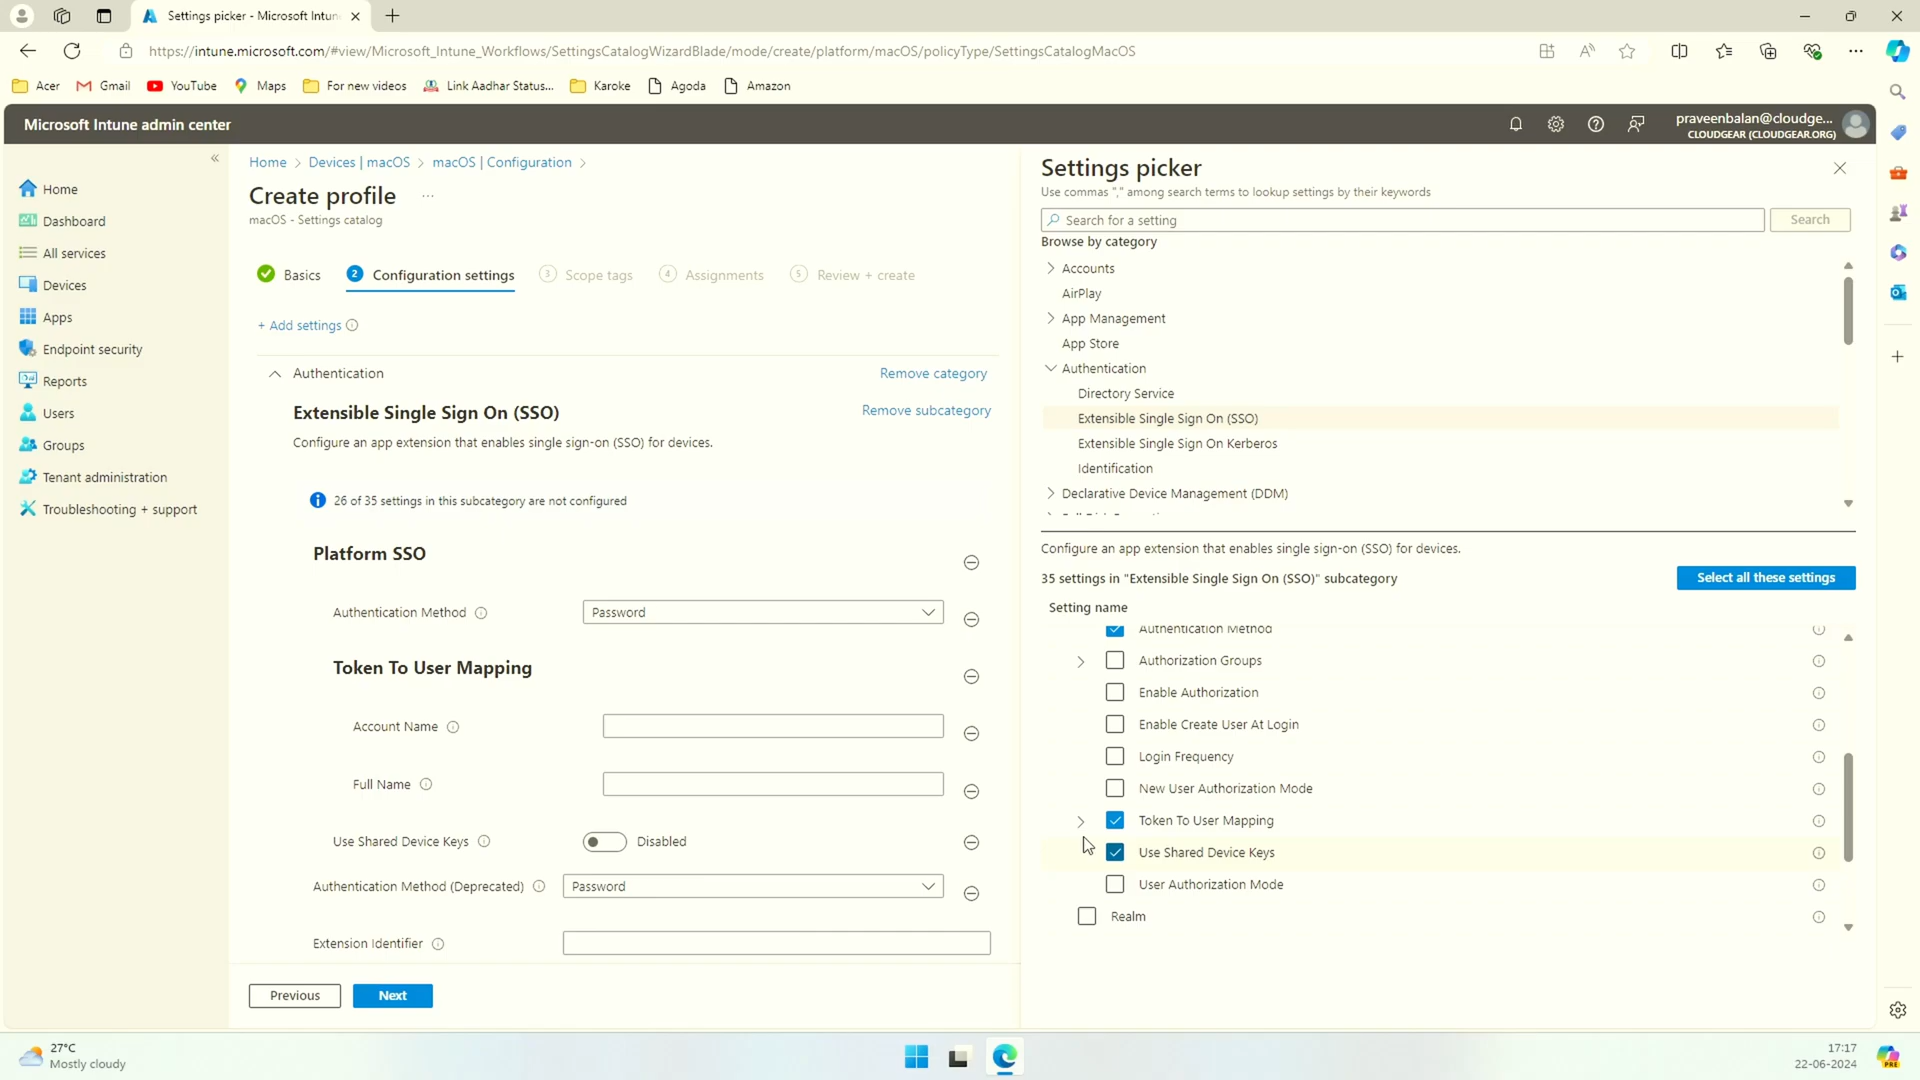 Settings picker - Microsoft Intun
https://intune.microsoft.com/#view/Microsoft_Intune_Workflows/SettingsCatalogWizardBlade/mode/create/platform/macOS/policyType/SettingsCatalogMacOS
Acer
Gmail
YouTube
Maps
For new videos
Link Aadhar Status...
Karoke
Agoda
Amazon
Microsoft Intune admin center
praveenbalan@cloudge...
CLOUDGEAR (CLOUDGEAR.ORG)
Home
Dashboard
All services
Devices
Apps
Endpoint security
Reports
Users
Groups
Tenant administration
Troubleshooting + support
Home > Devices | macOS > macOS | Configuration >
Create profile ...
macOS - Settings catalog
Basics
2 Configuration settings
3 Scope tags
4 Assignments
5 Review + create
+ Add settings
Authentication
Remove category
Extensible Single Sign On (SSO)
Remove subcategory
Configure an app extension that enables single sign-on (SSO) for devices.
26 of 35 settings in this subcategory are not configured
Platform SSO
Authentication Method
Password
Token To User Mapping
Account Name
Full Name
Use Shared Device Keys
Disabled
Authentication Method (Deprecated)
Password
Extension Identifier
Previous
Next
Settings picker
Use commas "," among search terms to lookup settings by their keywords
Search for a setting
Search
Browse by category
Accounts
AirPlay
App Management
App Store
Authentication
Directory Service
Extensible Single Sign On (SSO)
Extensible Single Sign On Kerberos
Identification
Declarative Device Management (DDM)
Configure an app extension that enables single sign-on (SSO) for devices.
35 settings in "Extensible Single Sign On (SSO)" subcategory
Select all these settings
Setting name
Authentication Method
Authorization Groups
Enable Authorization
Enable Create User At Login
Login Frequency
New User Authorization Mode
Token To User Mapping
Use Shared Device Keys
User Authorization Mode
Realm
27°C
Mostly cloudy
17:17
22-06-2024
PRE